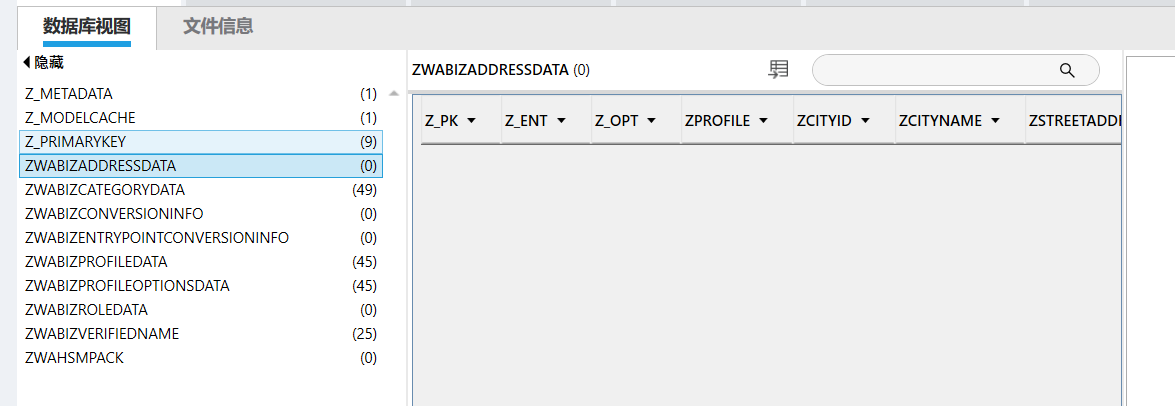 数据库视图 文件信息
隐藏
Z_METADATA (1)
Z_MODELCACHE (1)
Z_PRIMARYKEY (9)
ZWABIZADDRESSDATA (0)
ZWABIZCATEGORYDATA (49)
ZWABIZCONVERSIONINFO (0)
ZWABIZENTRYPOINTCONVERSIONINFO (0)
ZWABIZPROFILEDATA (45)
ZWABIZPROFILEOPTIONSDATA (45)
ZWABIZROLEDATA (0)
ZWABIZVERIFIEDNAME (25)
ZWAHSMPACK (0)
ZWABIZADDRESSDATA (0)
Z_PK Z_ENT Z_OPT ZPROFILE ZCITYID ZCITYNAME ZSTREETADDI